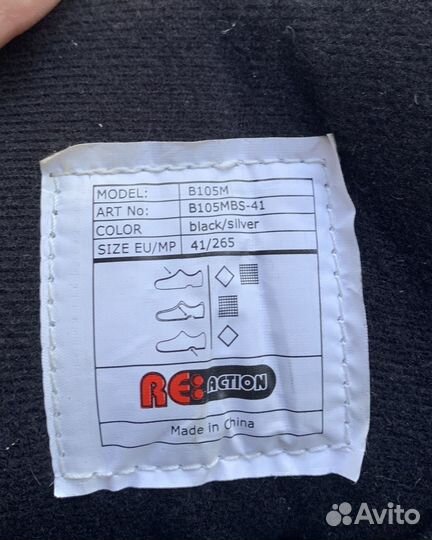 MODEL: B105M
ART No: B105MBS-41
COLOR black/silver
SIZE EU/MP 41/265
RE:ACTION
Made in China
Avito